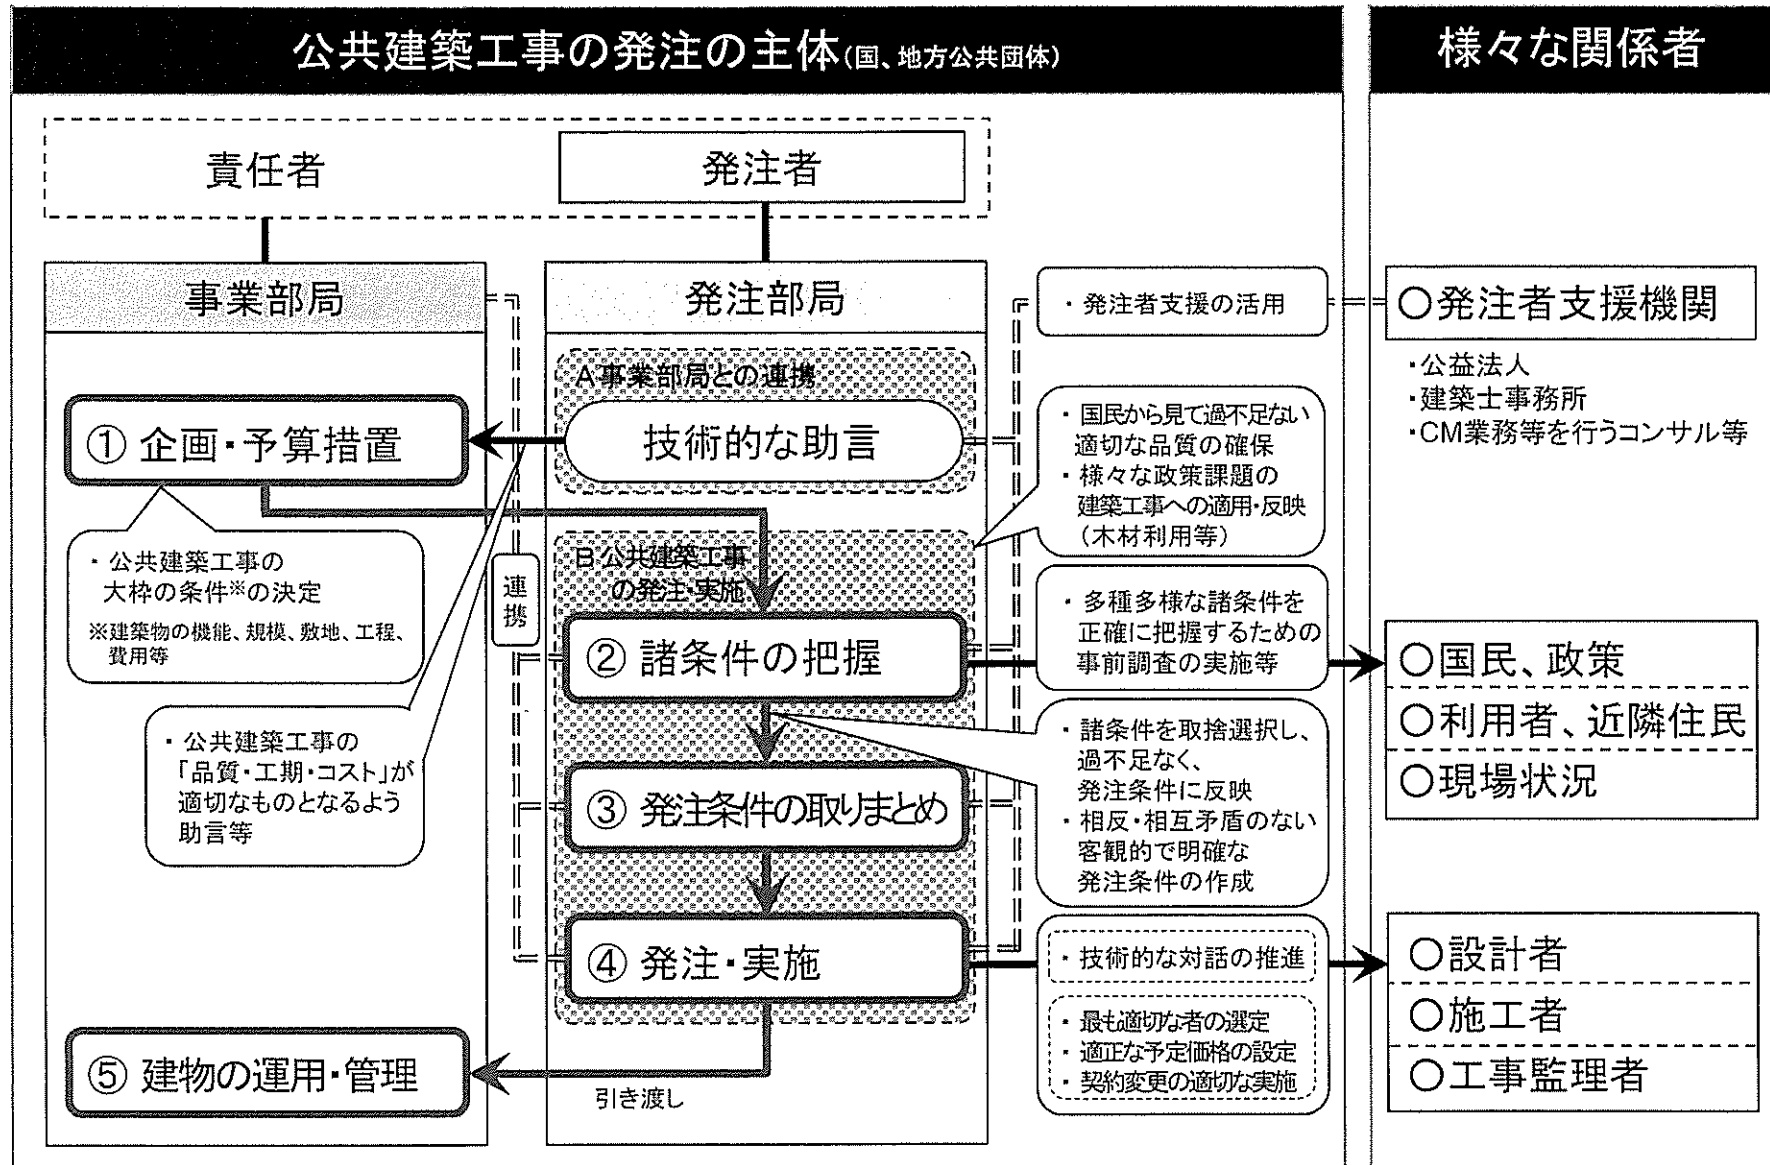 公共建築工事の発注の主体(国、地方公共団体)
様々な関係者
責任者
発注者
事業部局
発注部局
① 企画・予算措置
・公共建築工事の
大枠の条件※の決定
※建築物の機能、規模、敷地、工程、
費用等
・公共建築工事の
「品質・工期・コスト」が
適切なものとなるよう
助言等
⑤ 建物の運用・管理
連携
A事業部局との連携
技術的な助言
B公共建築工事
の発注・実施
② 諸条件の把握
③ 発注条件の取りまとめ
④ 発注・実施
引き渡し
・発注者支援の活用
・国民から見て過不足ない
適切な品質の確保
・様々な政策課題の
建築工事への適用・反映
(木材利用等)
・多種多様な諸条件を
正確に把握するための
事前調査の実施等
・諸条件を取捨選択し、
過不足なく、
発注条件に反映
・相反・相互矛盾のない
客観的で明確な
発注条件の作成
・技術的な対話の推進
・最も適切な者の選定
・適正な予定価格の設定
・契約変更の適切な実施
○発注者支援機関
・公益法人
・建築士事務所
・CM業務等を行うコンサル等
○国民、政策
○利用者、近隣住民
○現場状況
○設計者
○施工者
○工事監理者